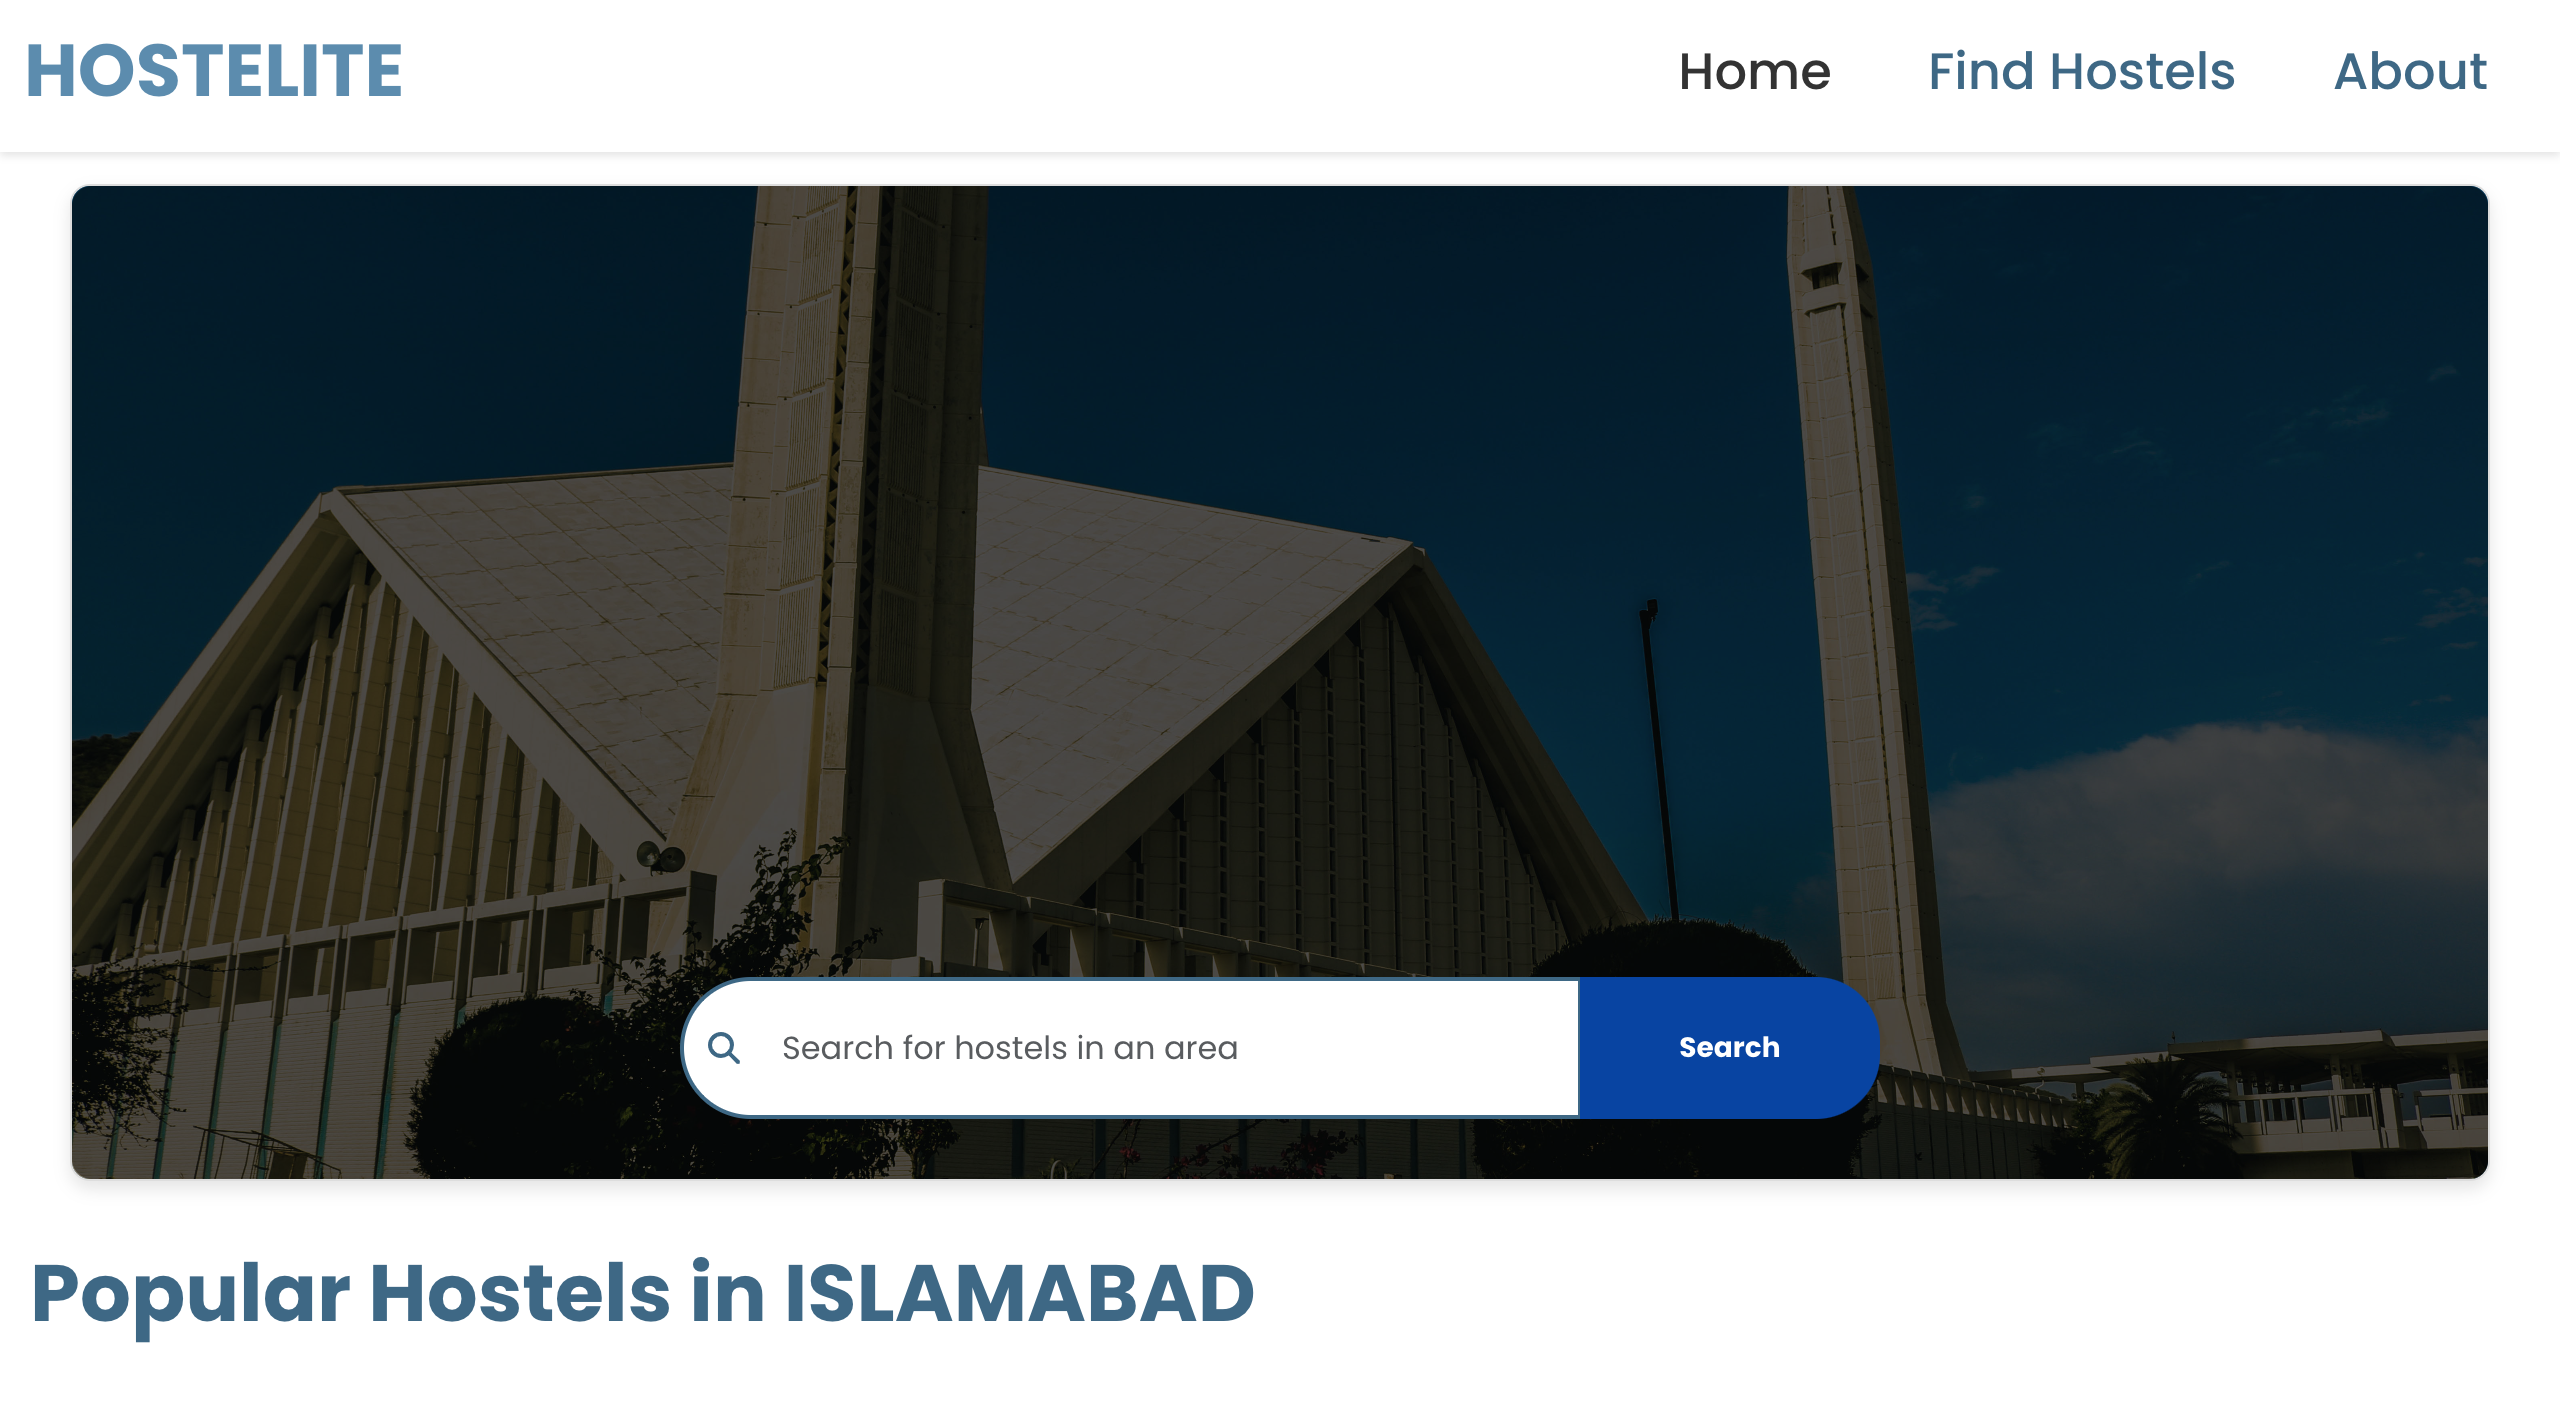 HOSTELITE
Home Find Hostels About
Search for hostels in an area
Search
Popular Hostels in ISLAMABAD